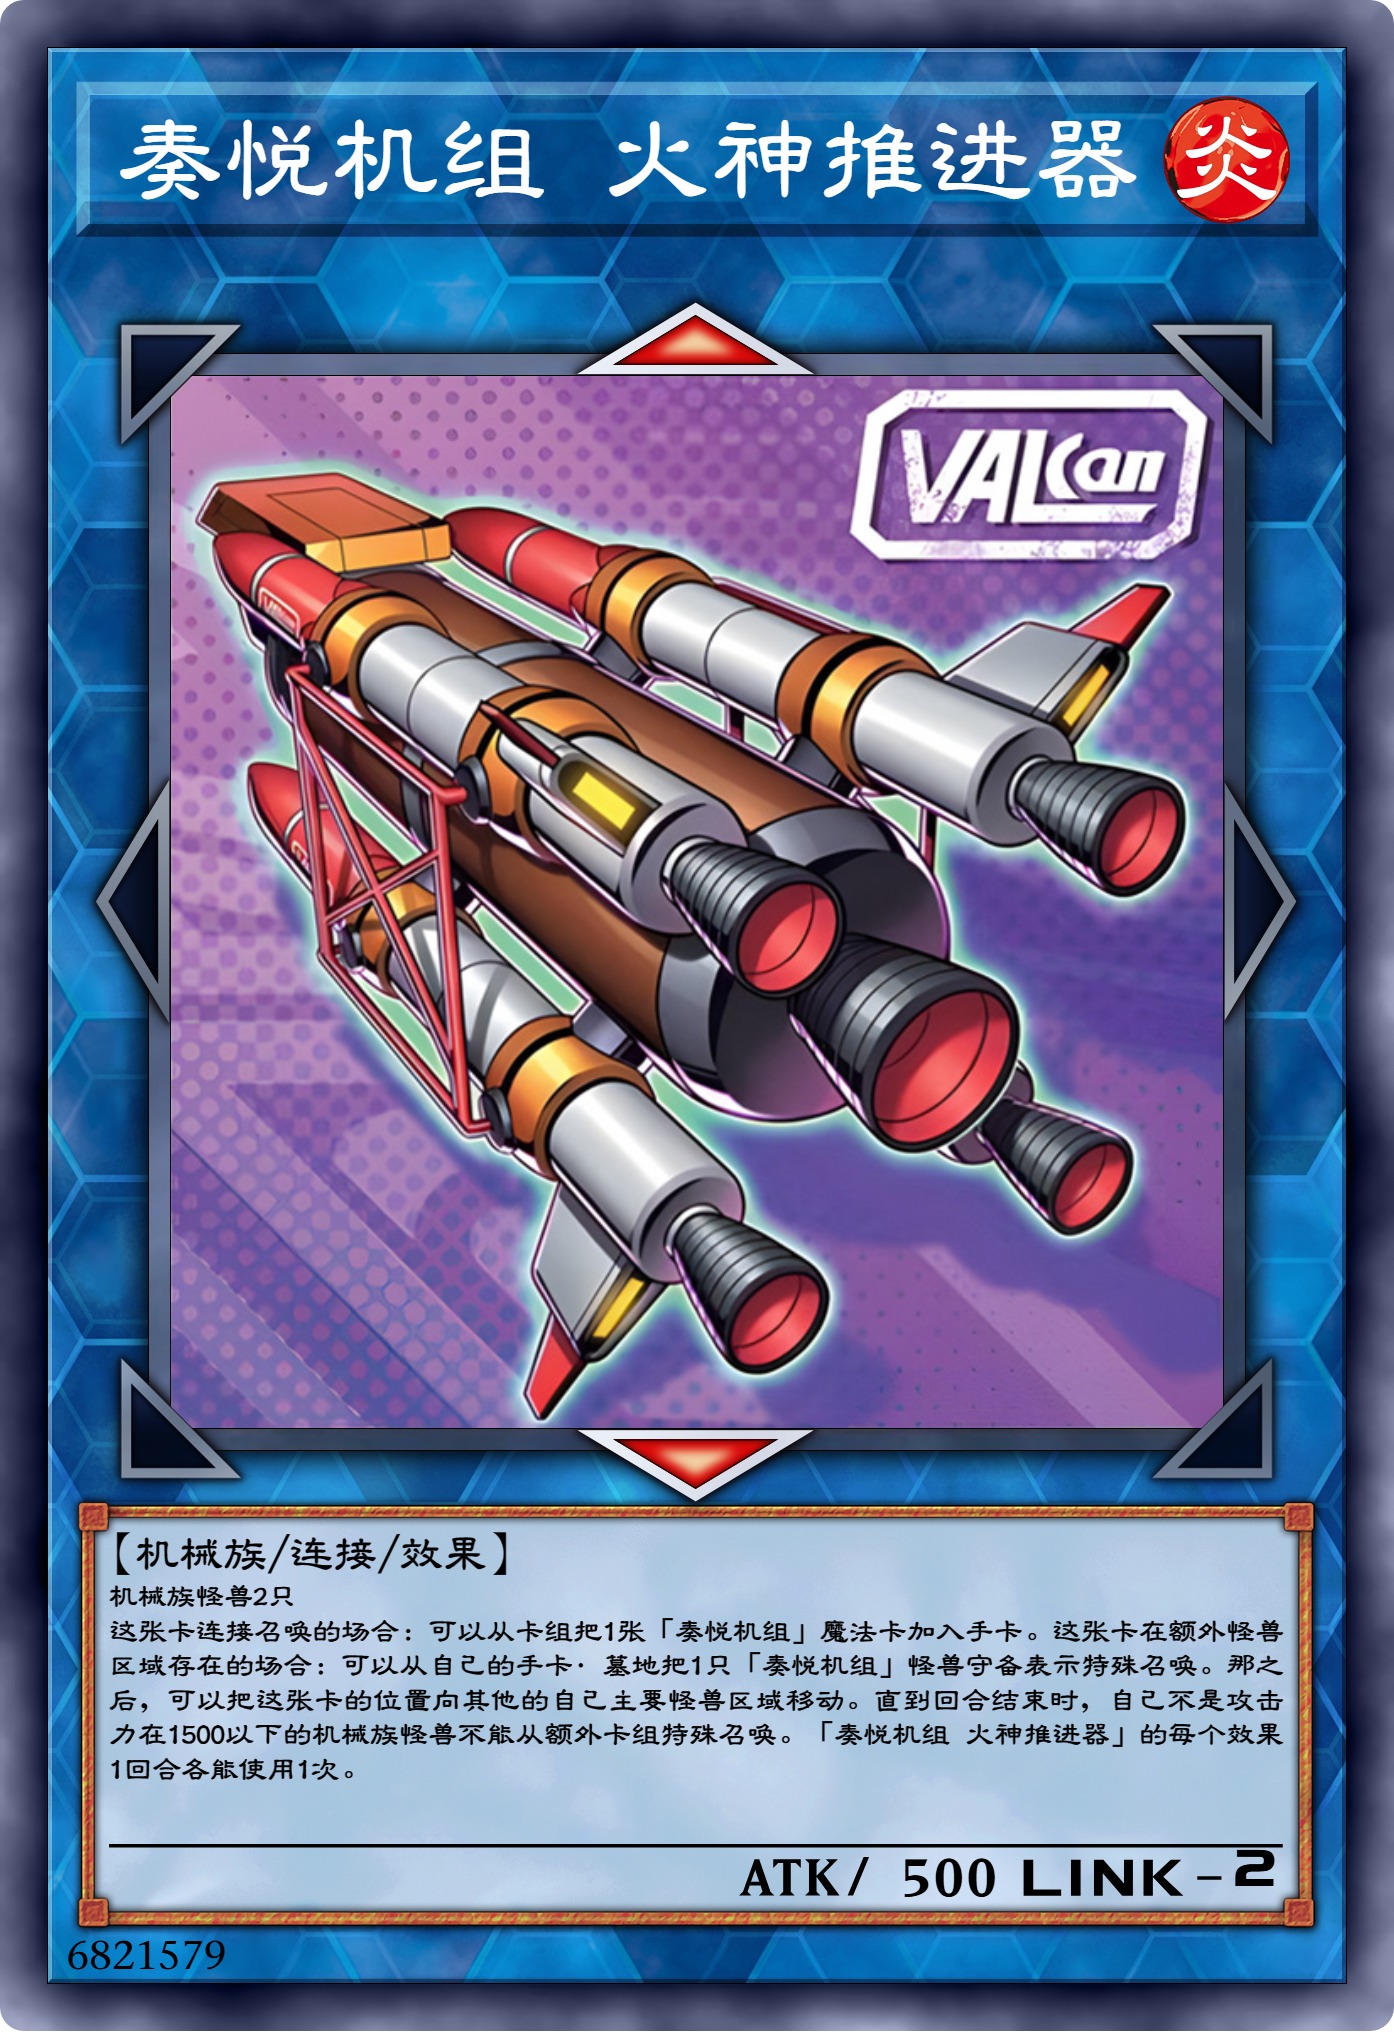 奏悦机组 火神推进器 炎
VALCan
【机械族/连接/效果】
机械族怪兽2只
这张卡连接召唤的场合：可以从卡组把1张「奏悦机组」魔法卡加入手卡。这张卡在额外怪兽
区域存在的场合：可以从自己的手卡·墓地把1只「奏悦机组」怪兽守备表示特殊召唤。那之
后，可以把这张卡的位置向其他的自己主要怪兽区域移动。直到回合结束时，自己不是攻击
力在1500以下的机械族怪兽不能从额外卡组特殊召唤。「奏悦机组 火神推进器」的每个效果
1回合各能使用1次。
ATK/ 500 LINK-2
6821579